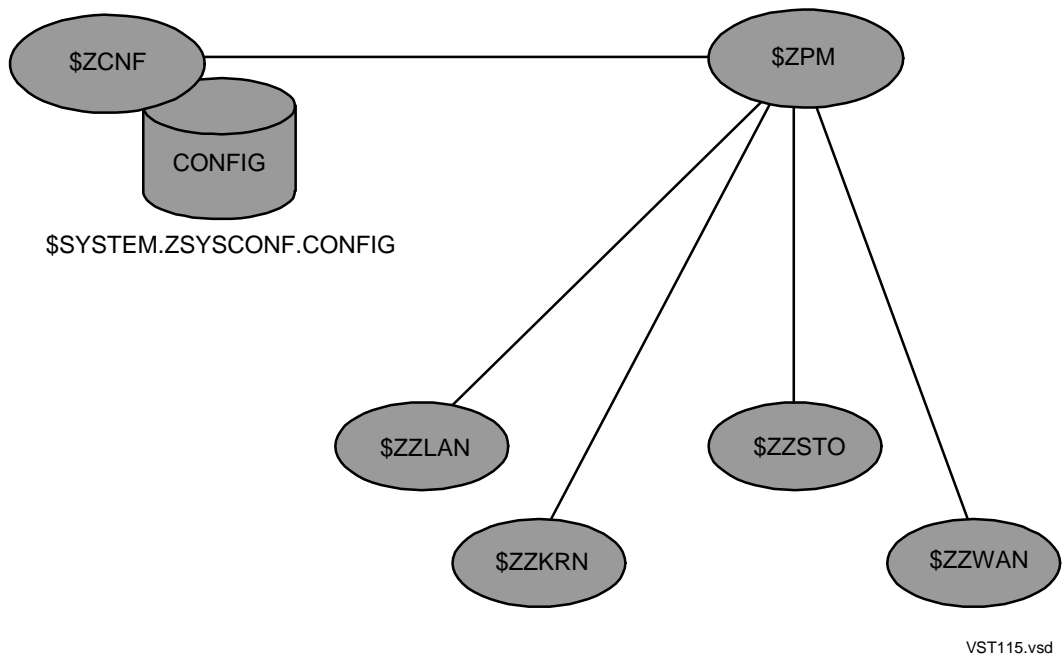 $ZCNF
$ZPM
CONFIG
$SYSTEM.ZSYSCONF.CONFIG
$ZZLAN
$ZZSTO
$ZZKRN
$ZZWAN
VST115.vsd